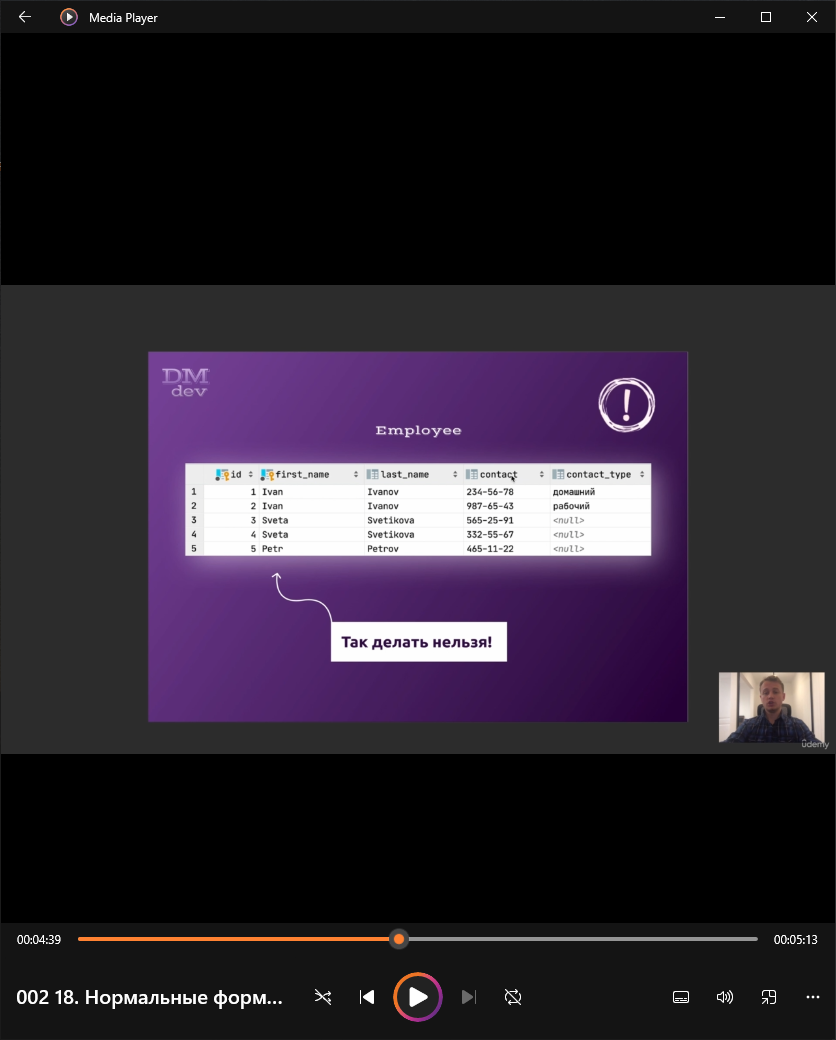 Media Player
DM
dev
Employee
id first_name last_name contact contact_type
1 1 Ivan Ivanov 234-56-78 домашний
2 2 Ivan Ivanov 987-65-43 рабочий
3 3 Sveta Svetikova 565-25-91 <null>
4 4 Sveta Svetikova 332-55-67 <null>
5 5 Petr Petrov 465-11-22 <null>
Так делать нельзя!
udemy
00:04:39 00:05:13
002 18. Нормальные форм...